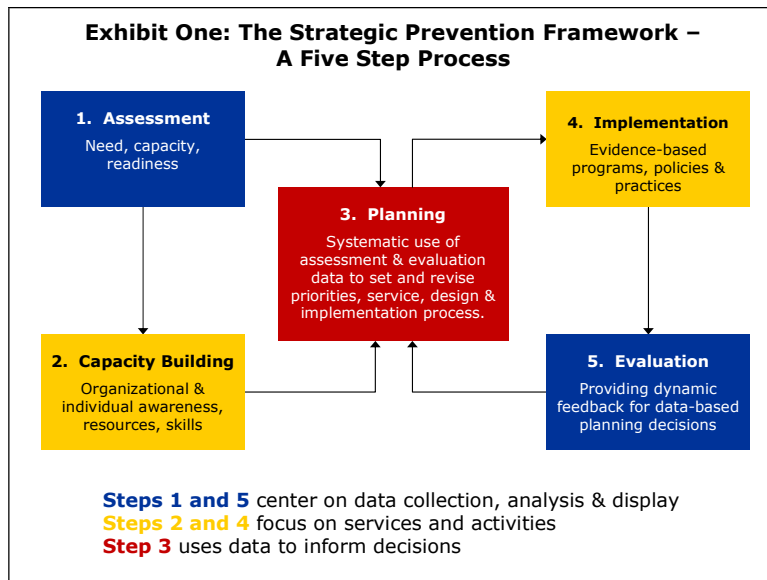 Exhibit One: The Strategic Prevention Framework –
A Five Step Process
1. Assessment
Need, capacity,
readiness
2. Capacity Building
Organizational &
individual awareness,
resources, skills
3. Planning
Systematic use of
assessment & evaluation
data to set and revise
priorities, service, design &
implementation process.
4. Implementation
Evidence-based
programs, policies &
practices
5. Evaluation
Providing dynamic
feedback for data-based
planning decisions
Steps 1 and 5 center on data collection, analysis & display
Steps 2 and 4 focus on services and activities
Step 3 uses data to inform decisions